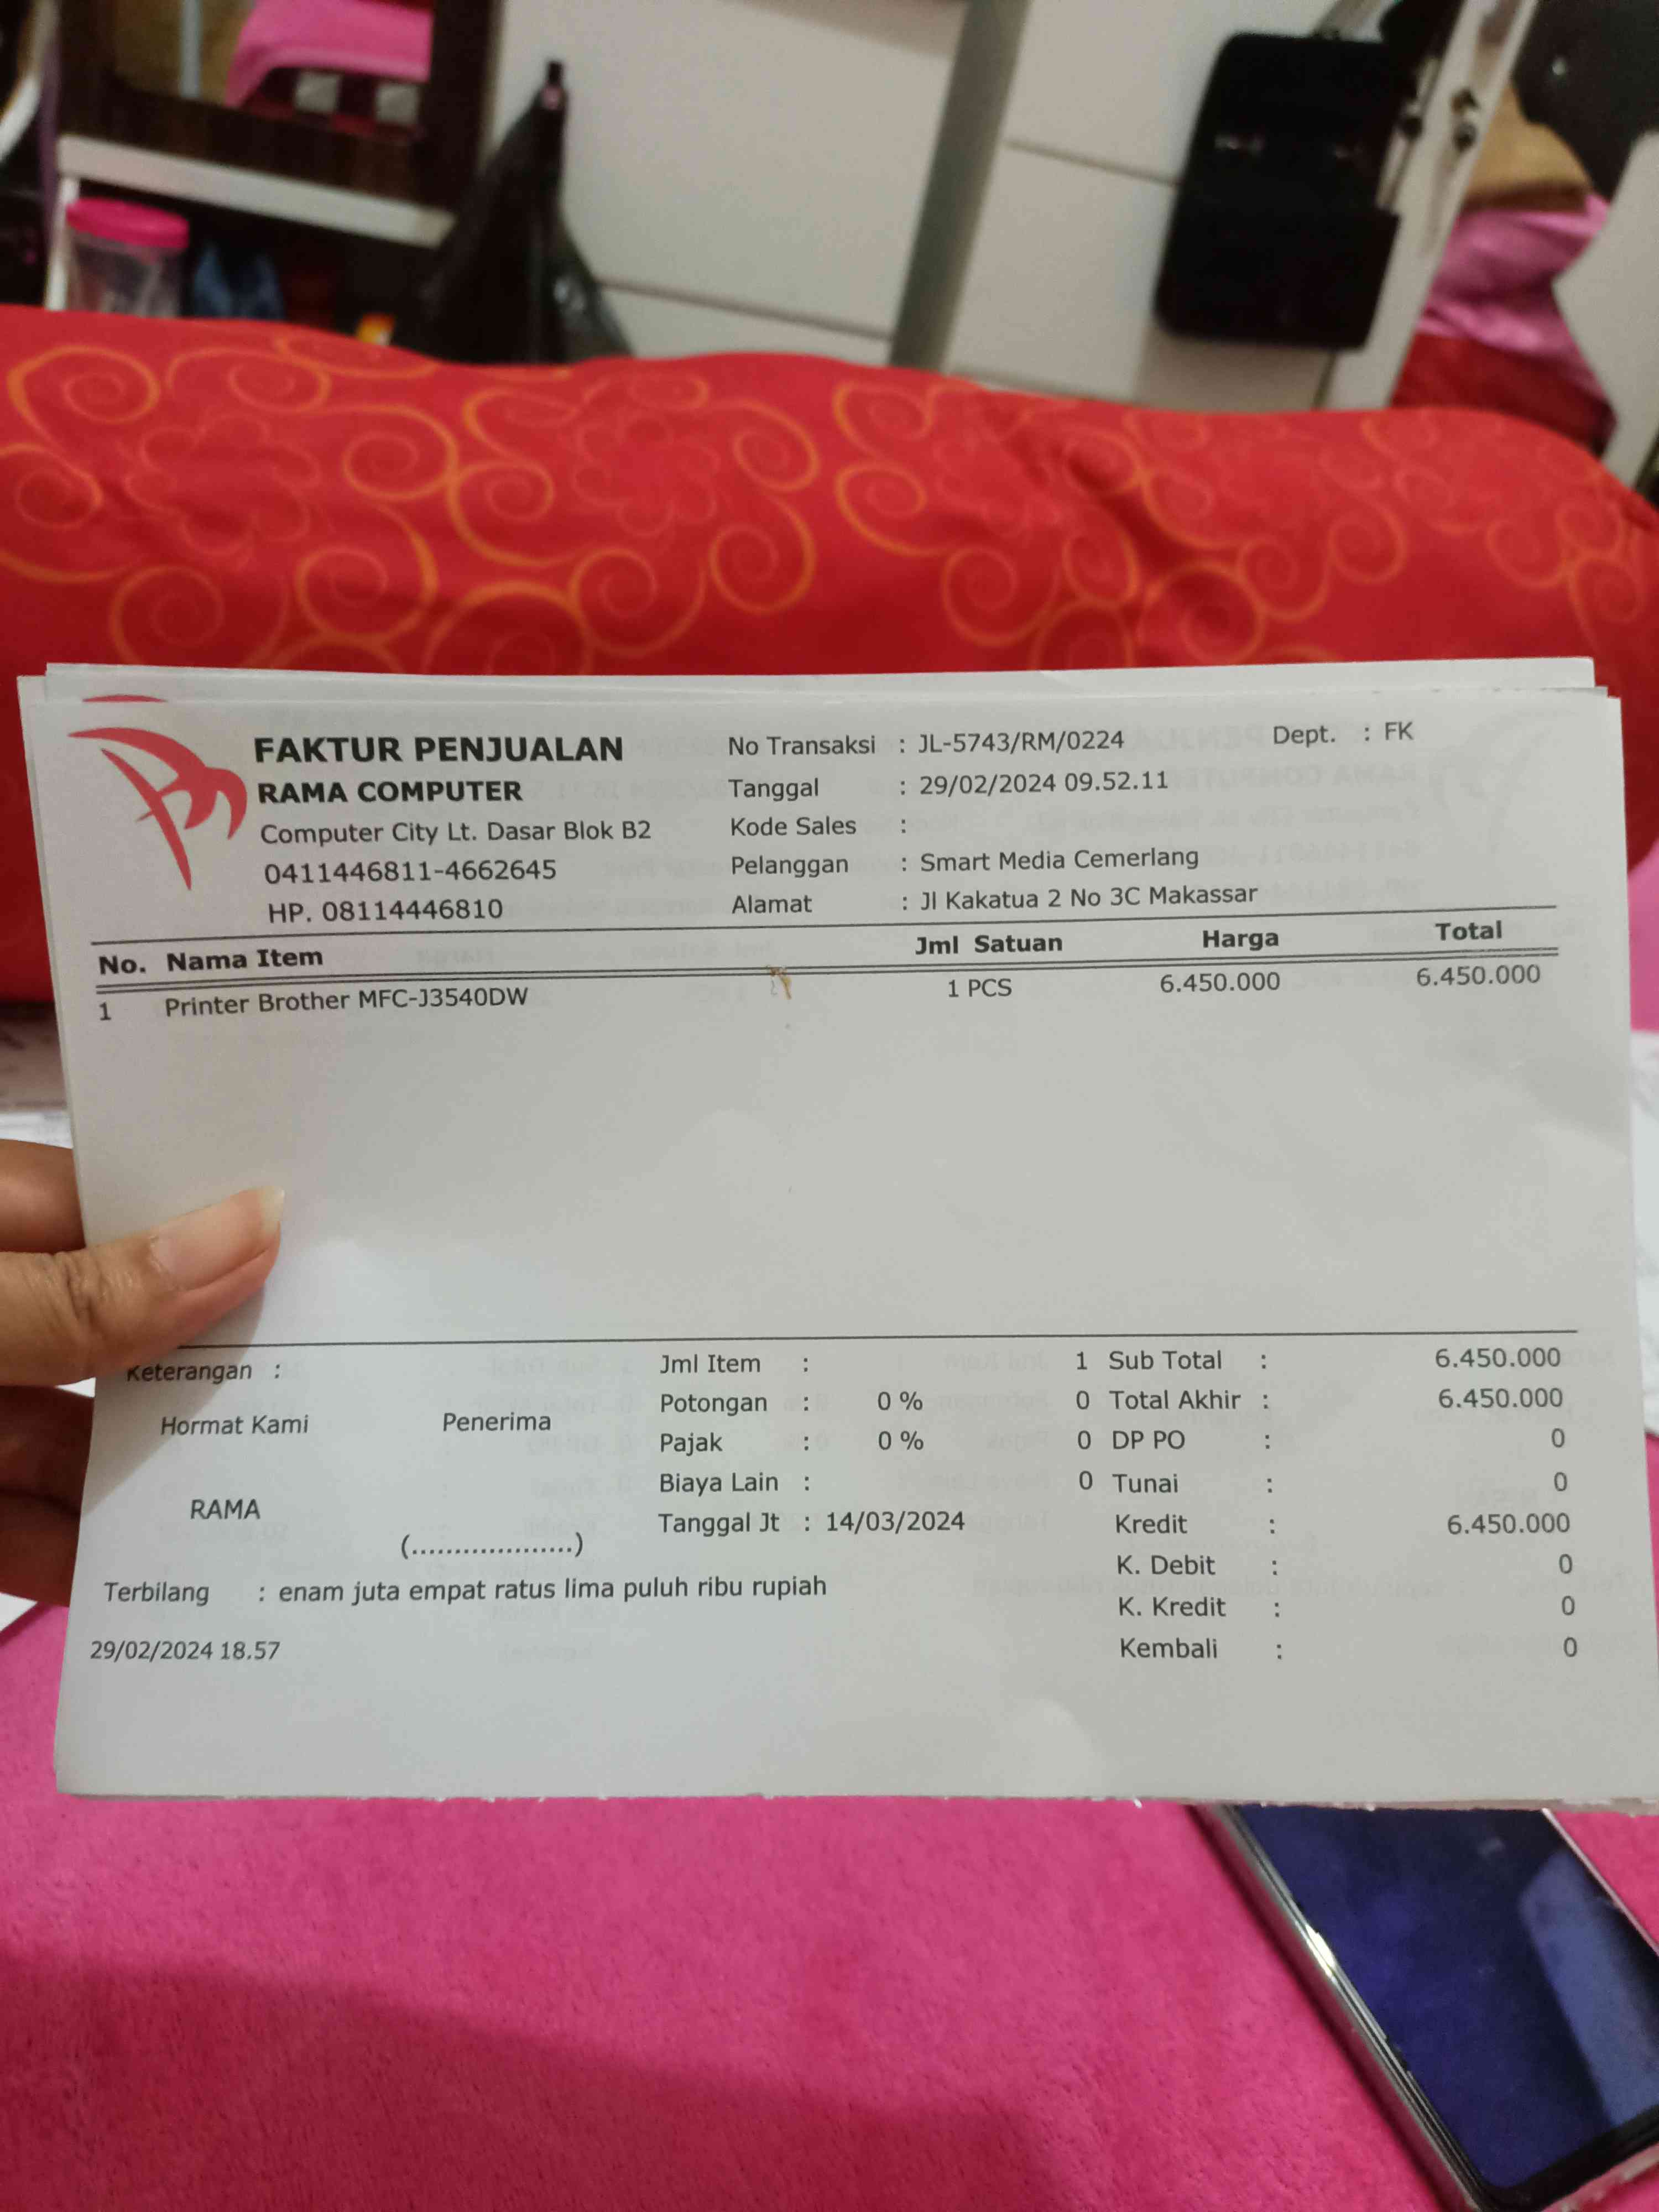 FAKTUR PENJUALAN
RAMA COMPUTER
Computer City Lt. Dasar Blok B2
0411446811-4662645
HP. 08114446810
No Transaksi : JL-5743/RM/0224
Tanggal : 29/02/2024 09.52.11
Kode Sales :
Pelanggan : Smart Media Cemerlang
Alamat : Jl Kakatua 2 No 3C Makassar
Dept. : FK
No. Nama Item Jml Satuan Harga Total
1 Printer Brother MFC-J3540DW 1 PCS 6.450.000 6.450.000
Keterangan :
Hormat Kami Penerima
RAMA
(...................)
Jml Item : 1
Potongan : 0 % 0
Pajak : 0 % 0
Biaya Lain : 0
Tanggal Jt : 14/03/2024
Sub Total : 6.450.000
Total Akhir : 6.450.000
DP PO : 0
Tunai : 0
Kredit : 6.450.000
K. Debit : 0
K. Kredit : 0
Kembali : 0
Terbilang : enam juta empat ratus lima puluh ribu rupiah
29/02/2024 18.57